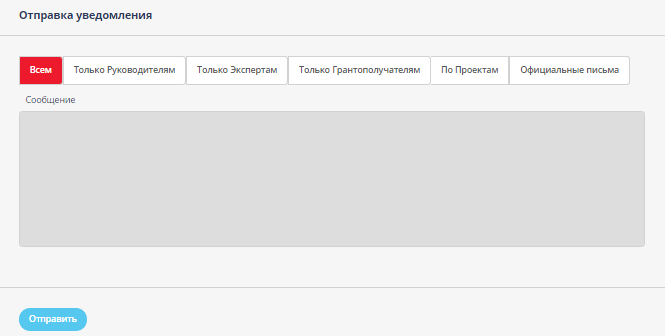 Отправка уведомления
Всем Только Руководителям Только Экспертам Только Грантополучателям По Проектам Официальные письма
Сообщение
Отправить